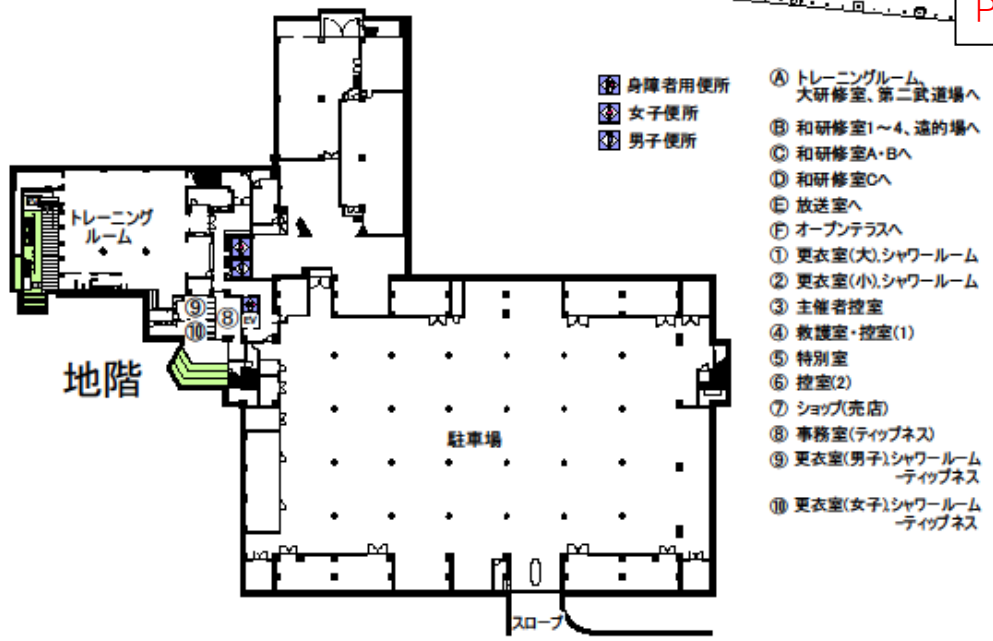 P
身障者用便所
女子便所
男子便所
Ⓐ トレーニングルーム、
大研修室、第二武道場へ
Ⓑ 和研修室1～4、遠的場へ
Ⓒ 和研修室A・Bへ
Ⓓ 和研修室Cへ
Ⓔ 放送室へ
Ⓕ オープンテラスへ
① 更衣室(大)、シャワールーム
② 更衣室(小)、シャワールーム
③ 主催者控室
④ 救護室・控室(1)
⑤ 特別室
⑥ 控室(2)
⑦ ショップ(売店)
⑧ 事務室(ティップネス)
⑨ 更衣室(男子)、シャワールーム
-ティップネス
⑩ 更衣室(女子)、シャワールーム
-ティップネス
トレーニング
ルーム
⑨
⑧
⑩
EV
地階
駐車場
スロープ